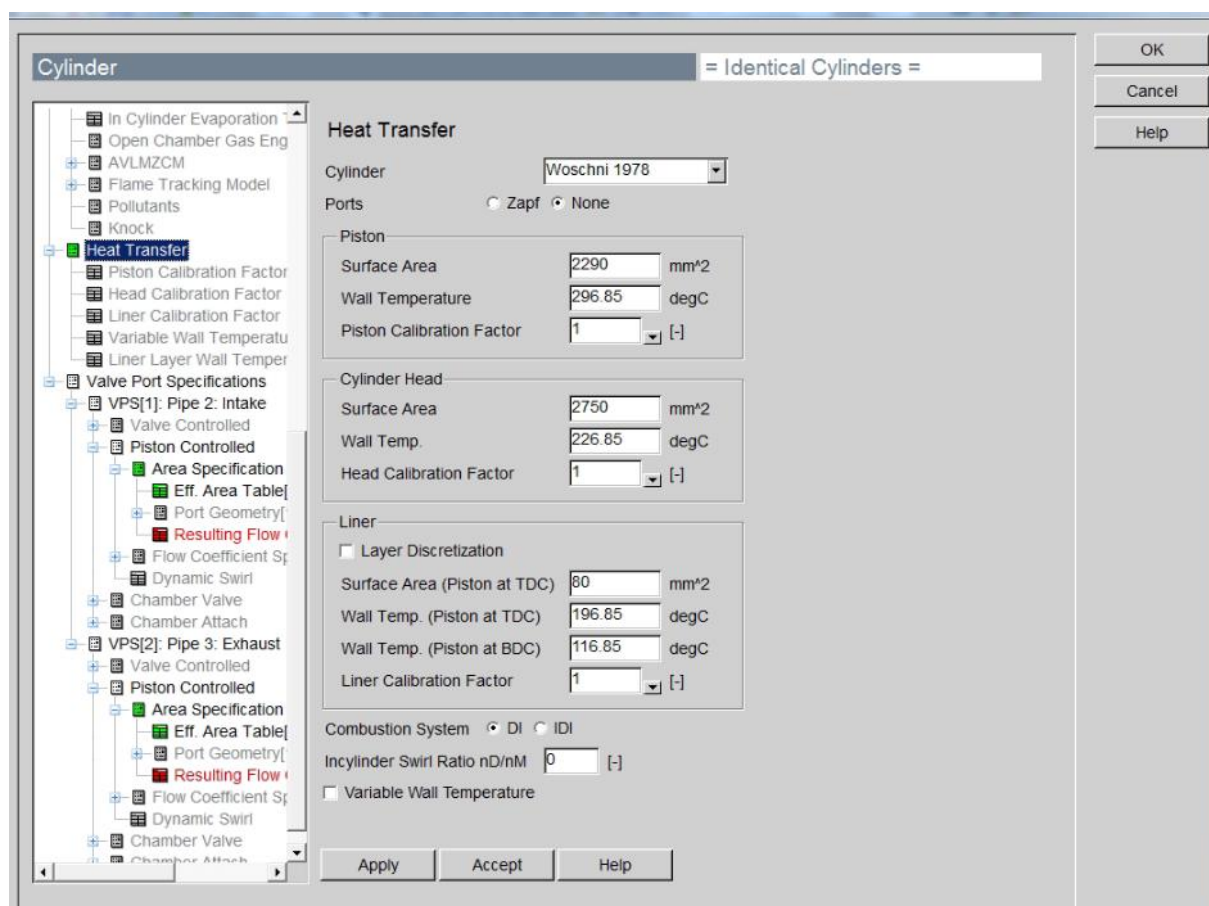 Cylinder
= Identical Cylinders =
OK
Cancel
Help
In Cylinder Evaporation
Open Chamber Gas Eng
AVLMZCM
Flame Tracking Model
Pollutants
Knock
Heat Transfer
Piston Calibration Factor
Head Calibration Factor
Liner Calibration Factor
Variable Wall Temperatu
Liner Layer Wall Temper
Valve Port Specifications
VPS[1]: Pipe 2: Intake
Valve Controlled
Piston Controlled
Area Specification
Eff. Area Table[
Port Geometry[
Resulting Flow
Flow Coefficient Sp
Dynamic Swirl
Chamber Valve
Chamber Attach
VPS[2]: Pipe 3: Exhaust
Valve Controlled
Piston Controlled
Area Specification
Eff. Area Table[
Port Geometry[
Resulting Flow
Flow Coefficient Sp
Dynamic Swirl
Chamber Valve
Chamber Attach
Heat Transfer
Cylinder Woschni 1978
Ports Zapf None
Piston
Surface Area 2290 mm^2
Wall Temperature 296.85 degC
Piston Calibration Factor 1 [-]
Cylinder Head
Surface Area 2750 mm^2
Wall Temp. 226.85 degC
Head Calibration Factor 1 [-]
Liner
Layer Discretization
Surface Area (Piston at TDC) 80 mm^2
Wall Temp. (Piston at TDC) 196.85 degC
Wall Temp. (Piston at BDC) 116.85 degC
Liner Calibration Factor 1 [-]
Combustion System DI IDI
Incylinder Swirl Ratio nD/nM 0 [-]
Variable Wall Temperature
Apply Accept Help